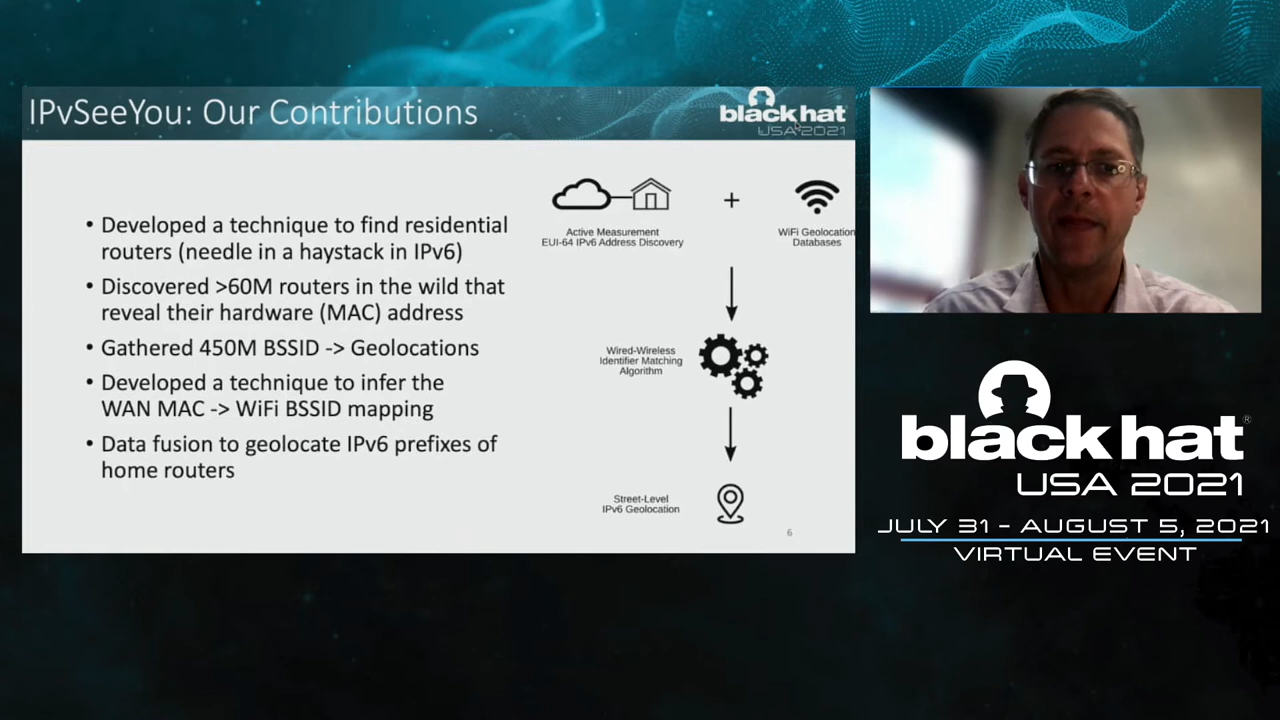 IPvSeeYou: Our Contributions
black hat
USA 2021
• Developed a technique to find residential
routers (needle in a haystack in IPv6)
• Discovered >60M routers in the wild that
reveal their hardware (MAC) address
• Gathered 450M BSSID -> Geolocations
• Developed a technique to infer the
WAN MAC -> WiFi BSSID mapping
• Data fusion to geolocate IPv6 prefixes of
home routers
+
Active Measurement
EUI-64 IPv6 Address Discovery
WiFi Geolocation
Databases
Wired-Wireless
Identifier Matching
Algorithm
Street-Level
IPv6 Geolocation
6
black hat®
USA 2021
JULY 31 - AUGUST 5, 2021
VIRTUAL EVENT